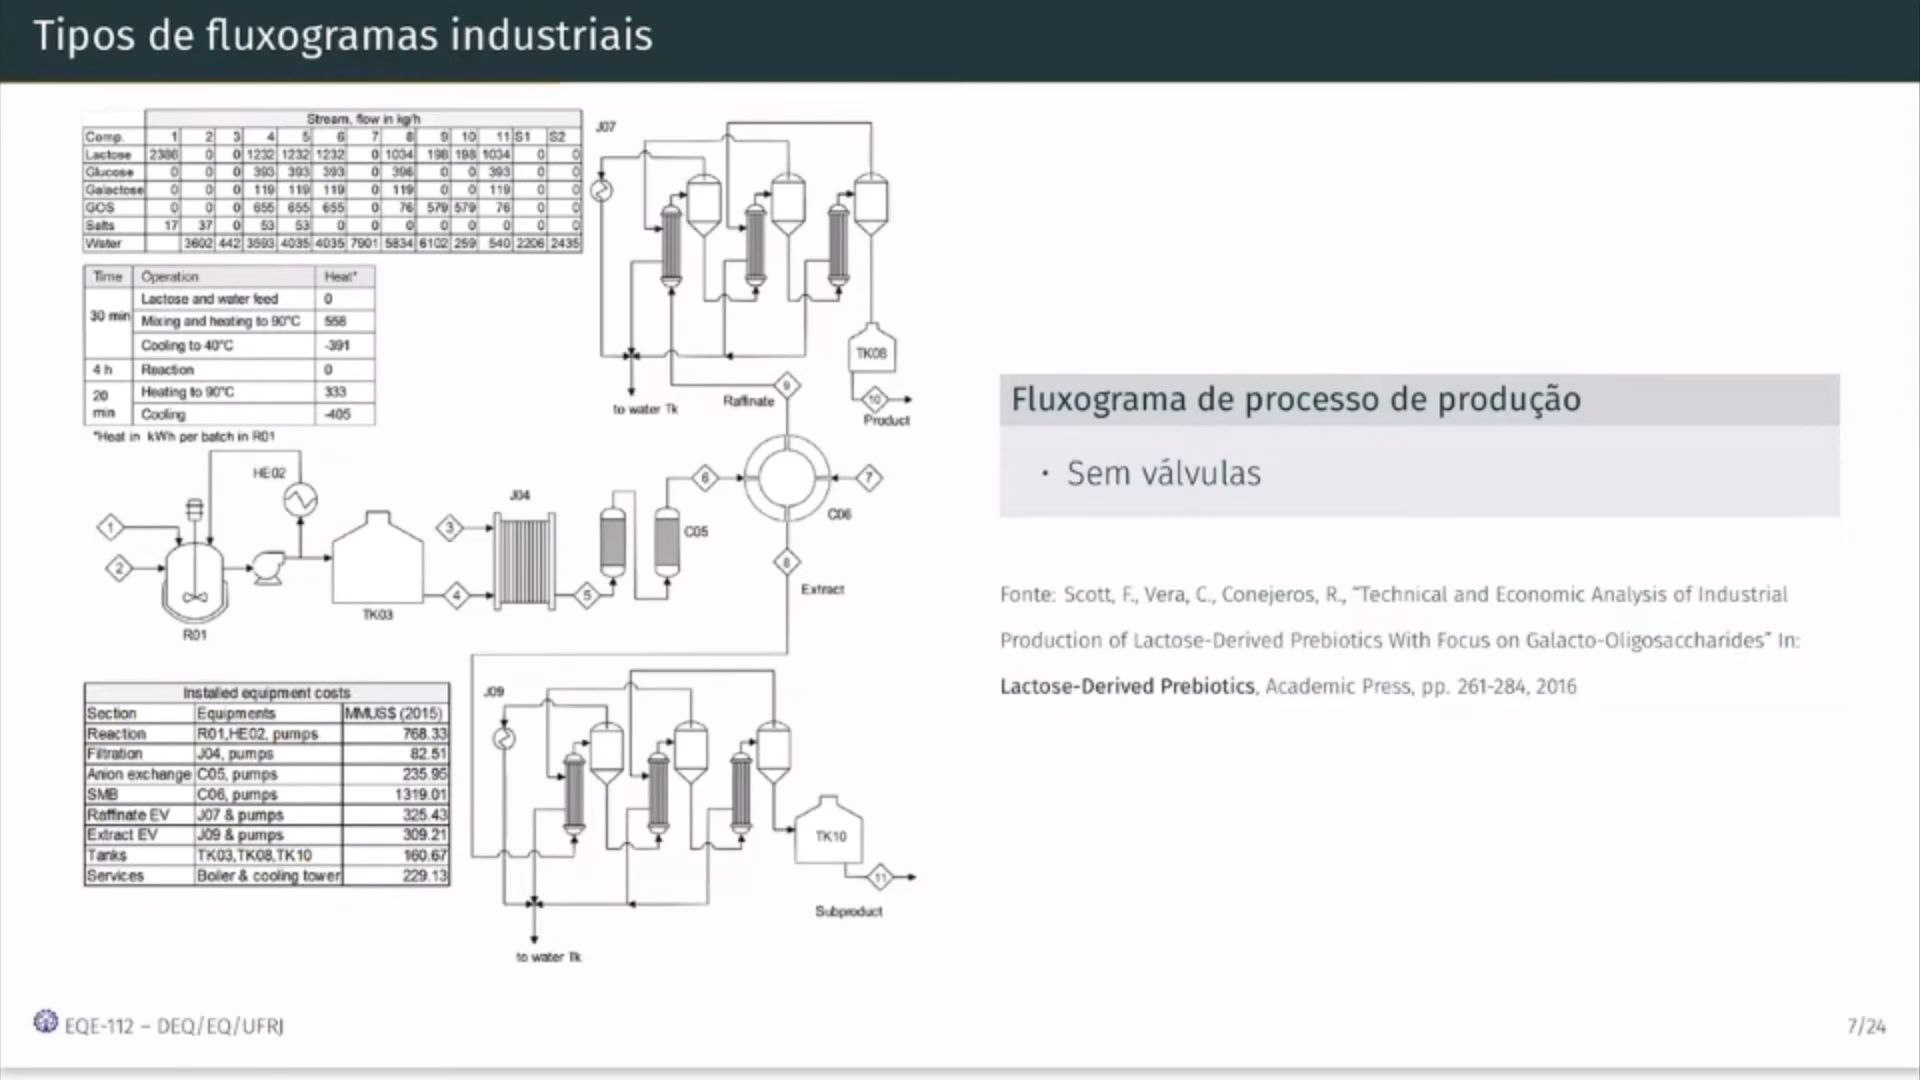 Tipos de fluxogramas industriais
Stream, flow in kg/h
Comp. 1 2 3 4 5 6 7 8 9 10 11 S1 S2
Lactose 2386 0 0 1232 1232 1232 0 1034 198 198 1034 0 0
Glucose 0 0 0 393 393 393 0 396 0 0 393 0 0
Galactose 0 0 0 119 119 119 0 119 0 0 119 0 0
GOS 0 0 0 655 655 655 0 76 579 579 76 0 0
Salts 17 37 0 53 53 0 0 0 0 0 0 0 0
Water 3602 442 3593 4035 4035 7901 5834 6102 259 540 2206 2435
Time Operation Heat*
30 min Lactose and water feed 0
Mixing and heating to 90°C 558
Cooling to 40°C -391
4 h Reaction 0
20 min Heating to 90°C 333
Cooling -405
*Heat in kWh per batch in R01
J07
TK08
to water Tk
Raffinate
9
10
Product
HE02
J04
1
2
3
4
5
6
7
8
C05
C06
R01
TK03
Extract
Installed equipment costs
Section Equipments MMUS$ (2015)
Reaction R01,HE02, pumps 768.33
Filtration J04, pumps 82.51
Anion exchange C05, pumps 235.95
SMB C06, pumps 1319.01
Raffinate EV J07 & pumps 325.43
Extract EV J09 & pumps 309.21
Tanks TK03,TK08,TK10 160.67
Services Boiler & cooling tower 229.13
J09
TK10
11
Subproduct
to water Tk
Fluxograma de processo de produção
• Sem válvulas
Fonte: Scott, F., Vera, C., Conejeros, R., “Technical and Economic Analysis of Industrial
Production of Lactose-Derived Prebiotics With Focus on Galacto-Oligosaccharides” In:
Lactose-Derived Prebiotics, Academic Press, pp. 261-284, 2016
EQE-112 – DEQ/EQ/UFRJ
7/24